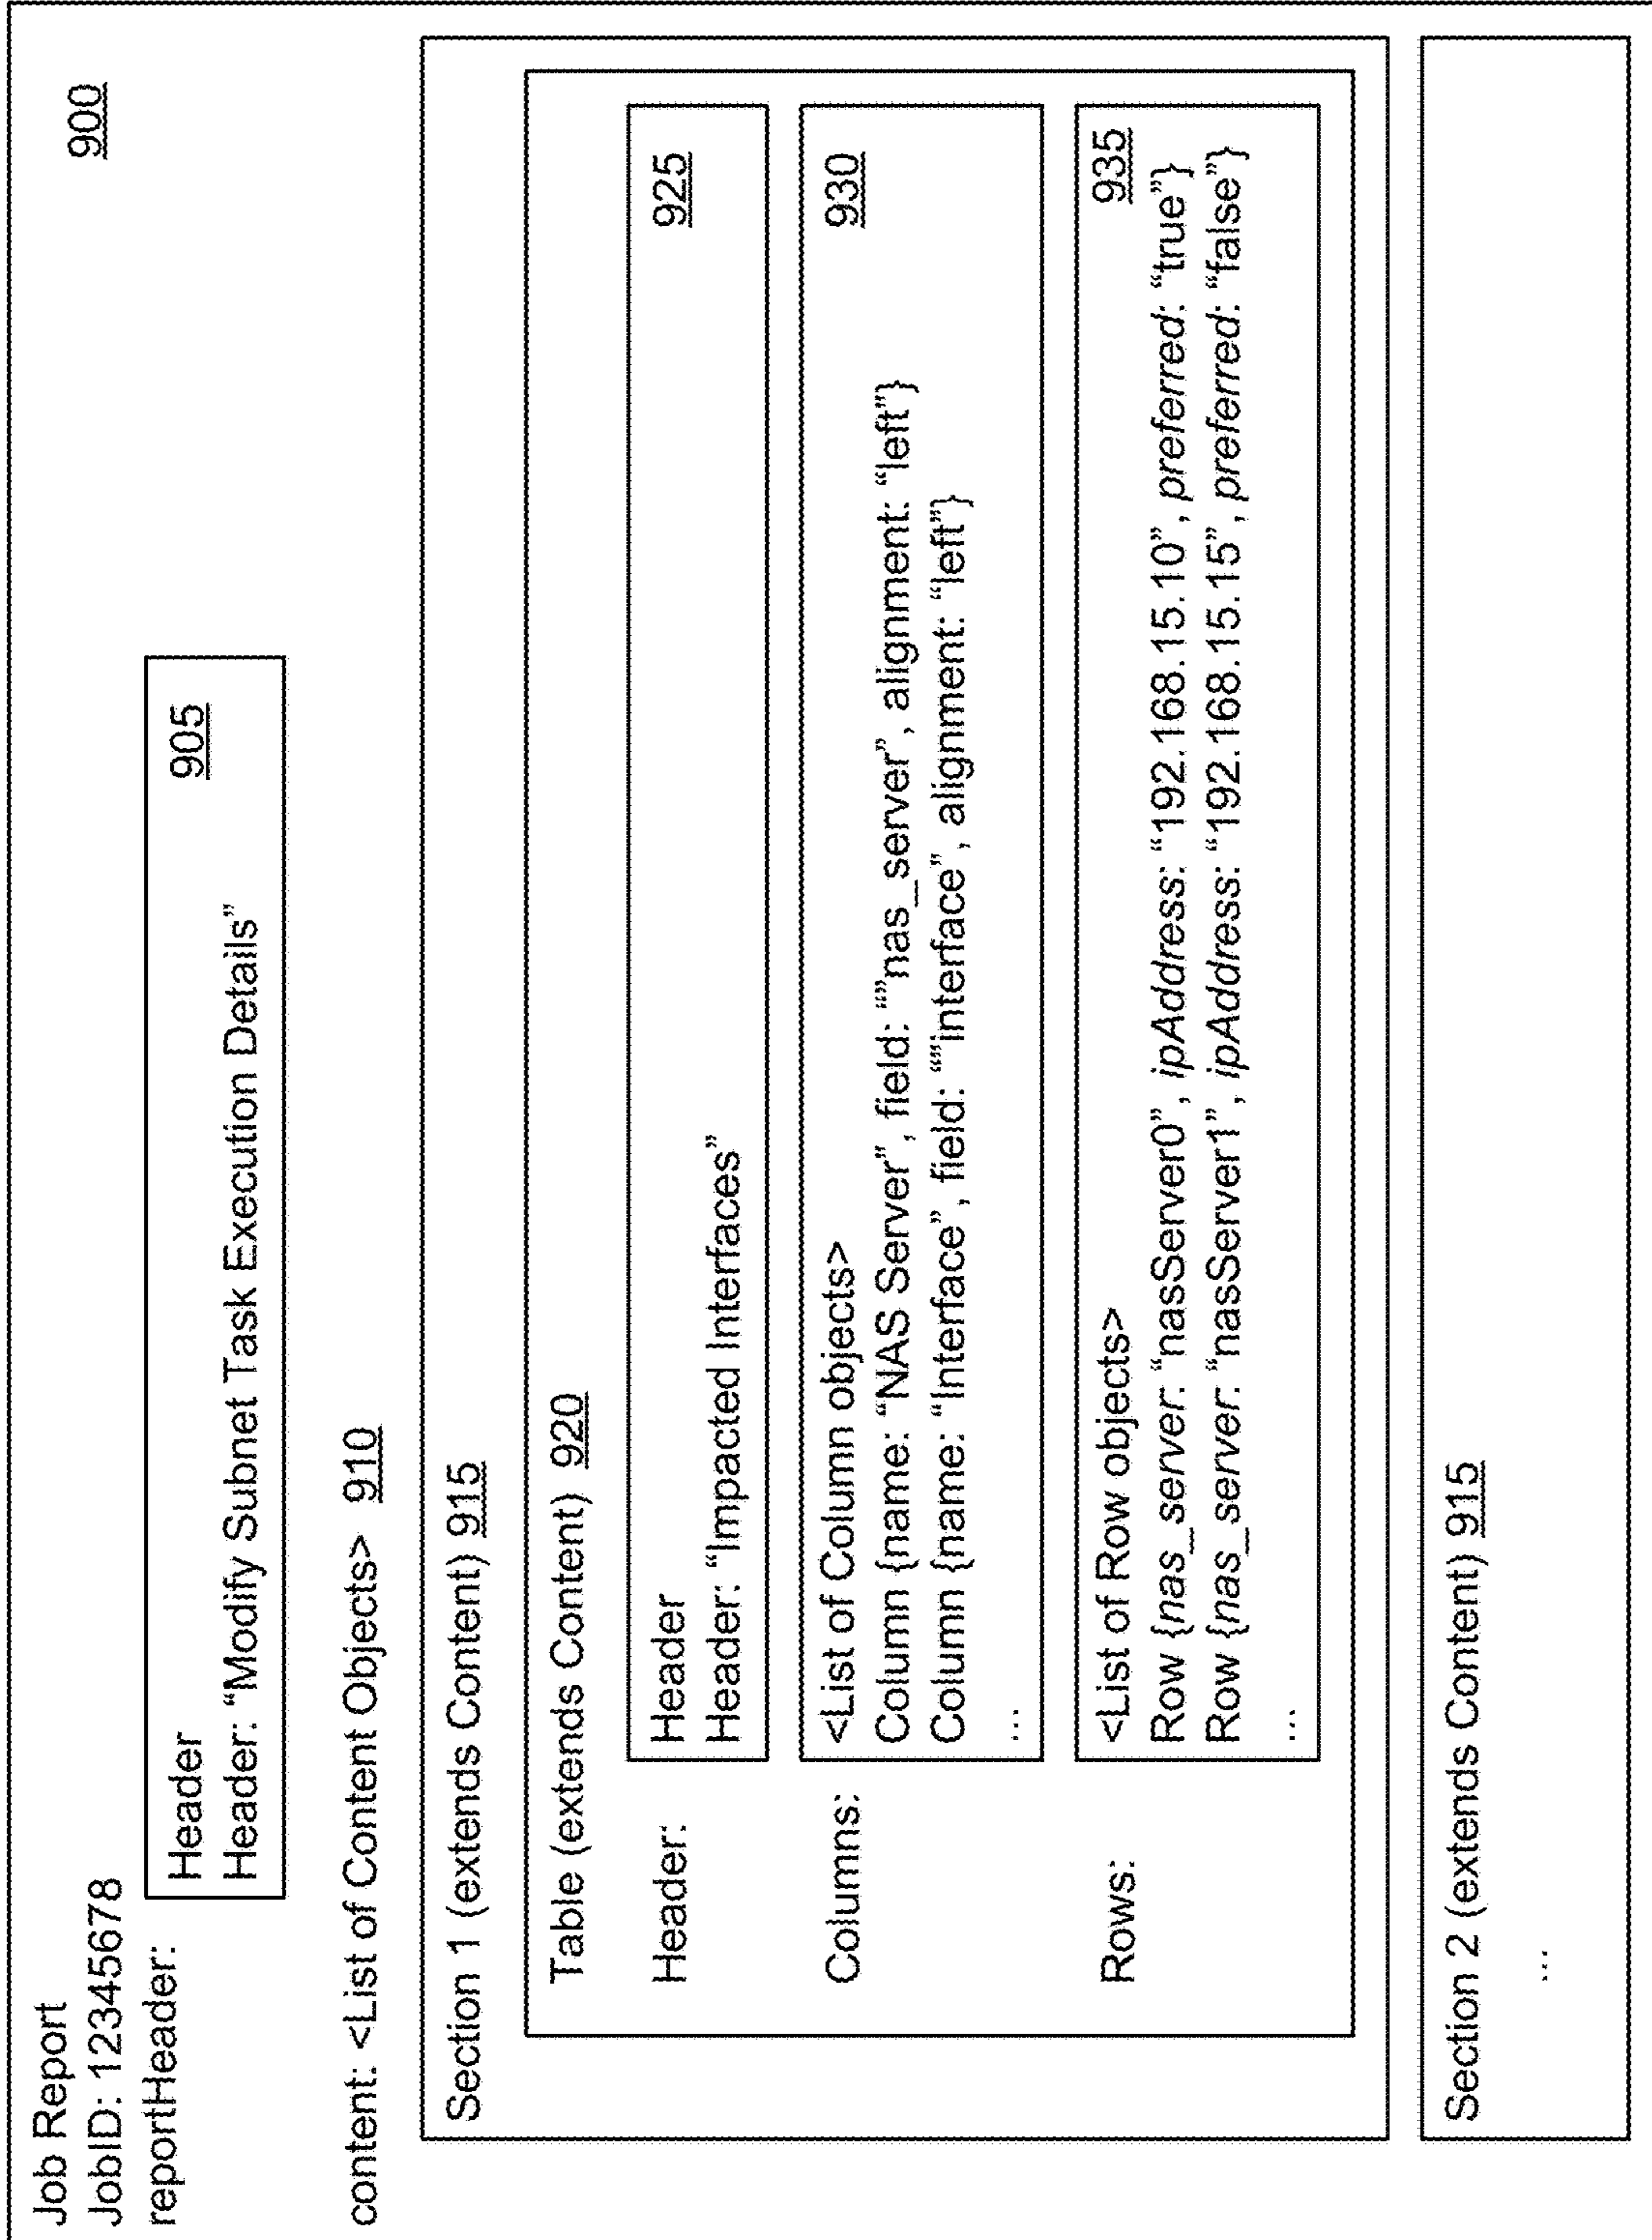 Job Report
900
JobID: 12345678
reportHeader:
Header 905
Header: “Modify Subnet Task Execution Details”
content: <List of Content Objects> 910
Section 1 (extends Content) 915
Table (extends Content) 920
Header:
Header 925
Header: “Impacted Interfaces”
Columns:
<List of Column objects> 930
Column {name: “NAS Server”, field: “”nas_server”, alignment: “left”}
Column {name: “Interface”, field: “”interface”, alignment: “left”}
...
Rows:
<List of Row objects> 935
Row {nas_server: “nasServer0”, ipAddress: “192.168.15.10”, preferred: “true”}
Row {nas_server: “nasServer1”, ipAddress: “192.168.15.15”, preferred: “false”}
...
Section 2 (extends Content) 915
...